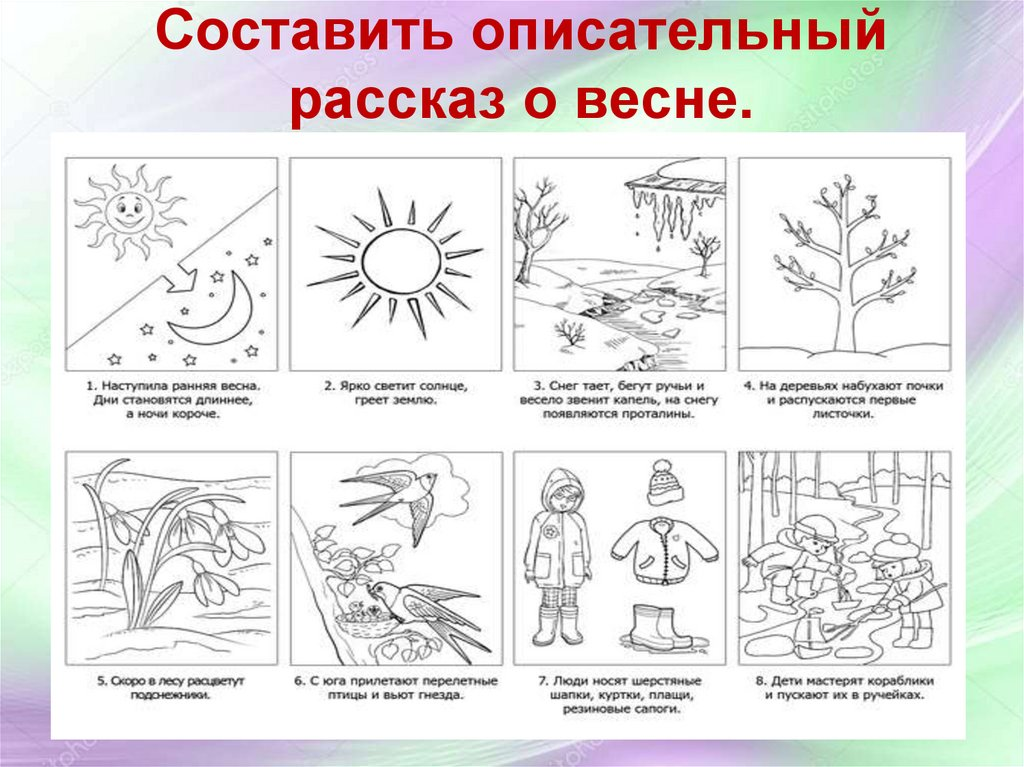 Составить описательный
рассказ о весне.
1. Наступила ранняя весна.
Дни становятся длиннее,
а ночи короче.
2. Ярко светит солнце,
греет землю.
3. Снег тает, бегут ручьи и
весело звенит капель, на снегу
появляются проталины.
4. На деревьях набухают почки
и распускаются первые
листочки.
5. Скоро в лесу расцветут
подснежники.
6. С юга прилетают перелетные
птицы и вьют гнезда.
7. Люди носят шерстяные
шапки, куртки, плащи,
резиновые сапоги.
8. Дети мастерят кораблики
и пускают их в ручейках.